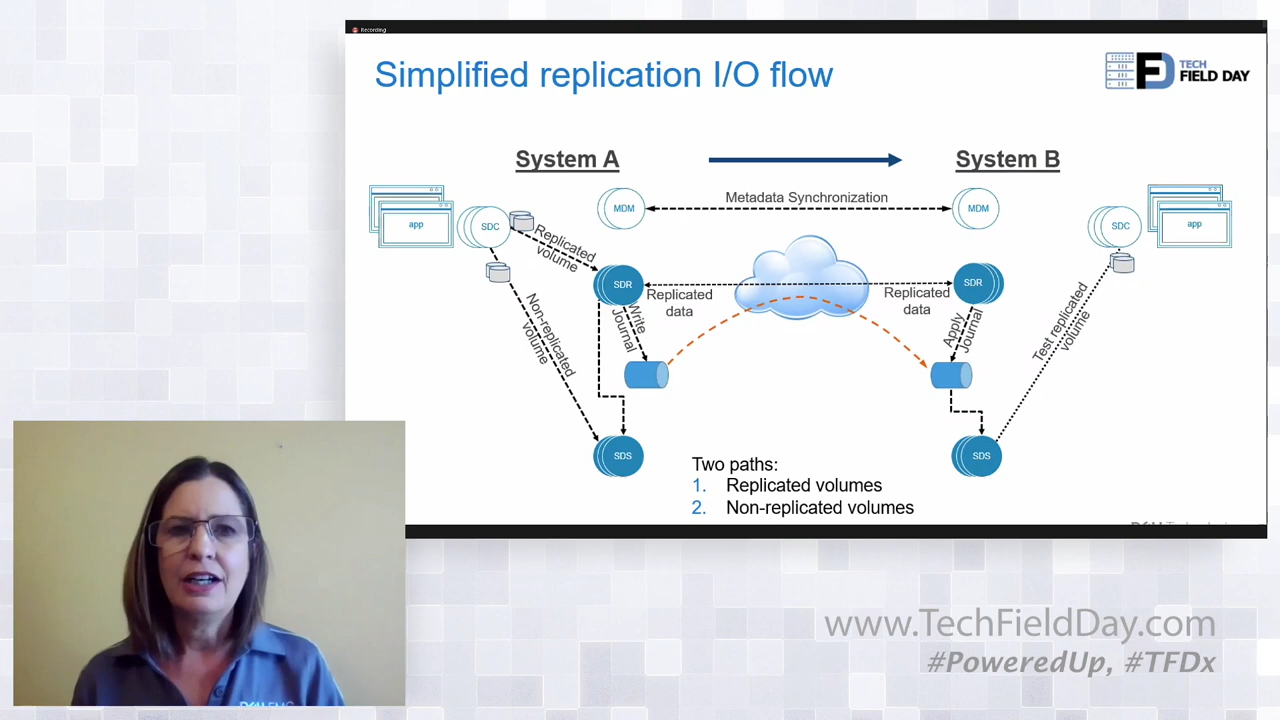 Recording
Simplified replication I/O flow
TECH
FIELD DAY
System A
System B
Metadata Synchronization
MDM
MDM
app
SDC
SDC
app
Replicated
volume
SDR
SDR
Replicated
data
Replicated
data
Write
Journal
Apply
Journal
Non-replicated
volume
Test replicated
volume
SDS
SDS
Two paths:
1. Replicated volumes
2. Non-replicated volumes
www.TechFieldDay.com
#PoweredUp, #TFDx